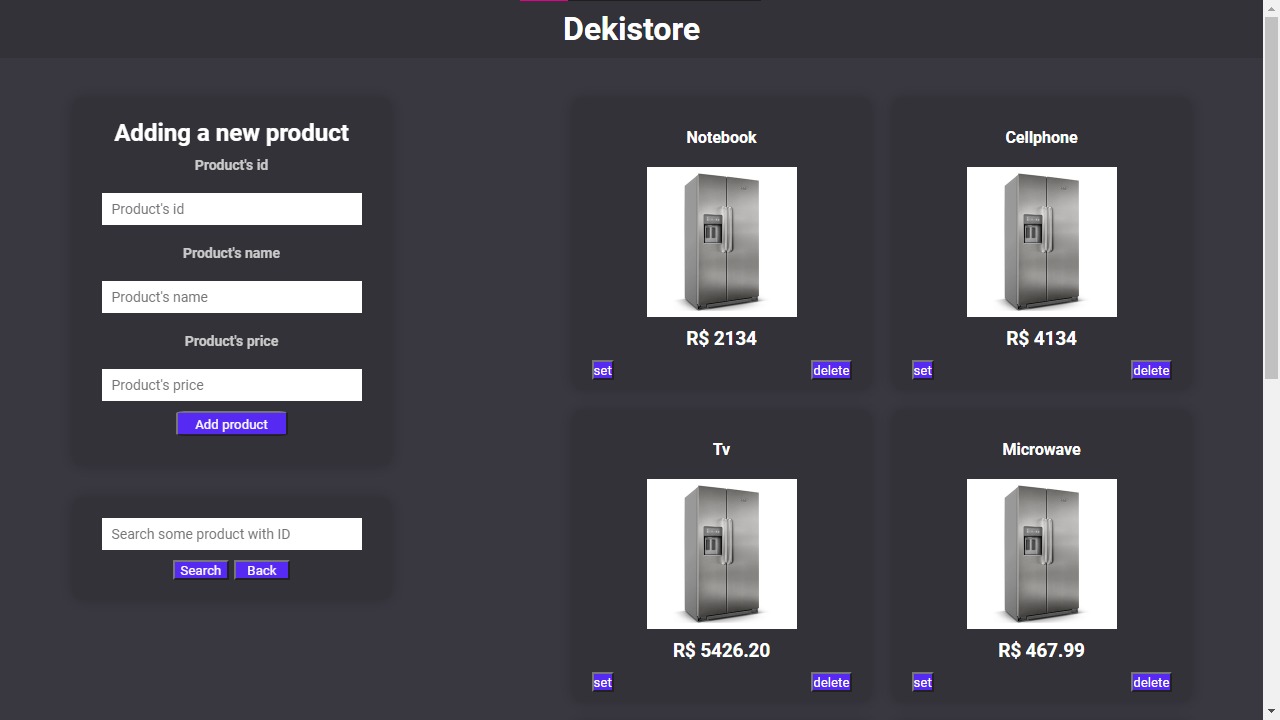 Dekistore
Adding a new product
Product's id
Product's id
Product's name
Product's name
Product's price
Product's price
Add product
Search some product with ID
Search Back
Notebook
R$ 2134
set delete
Cellphone
R$ 4134
set delete
Tv
R$ 5426.20
set delete
Microwave
R$ 467.99
set delete